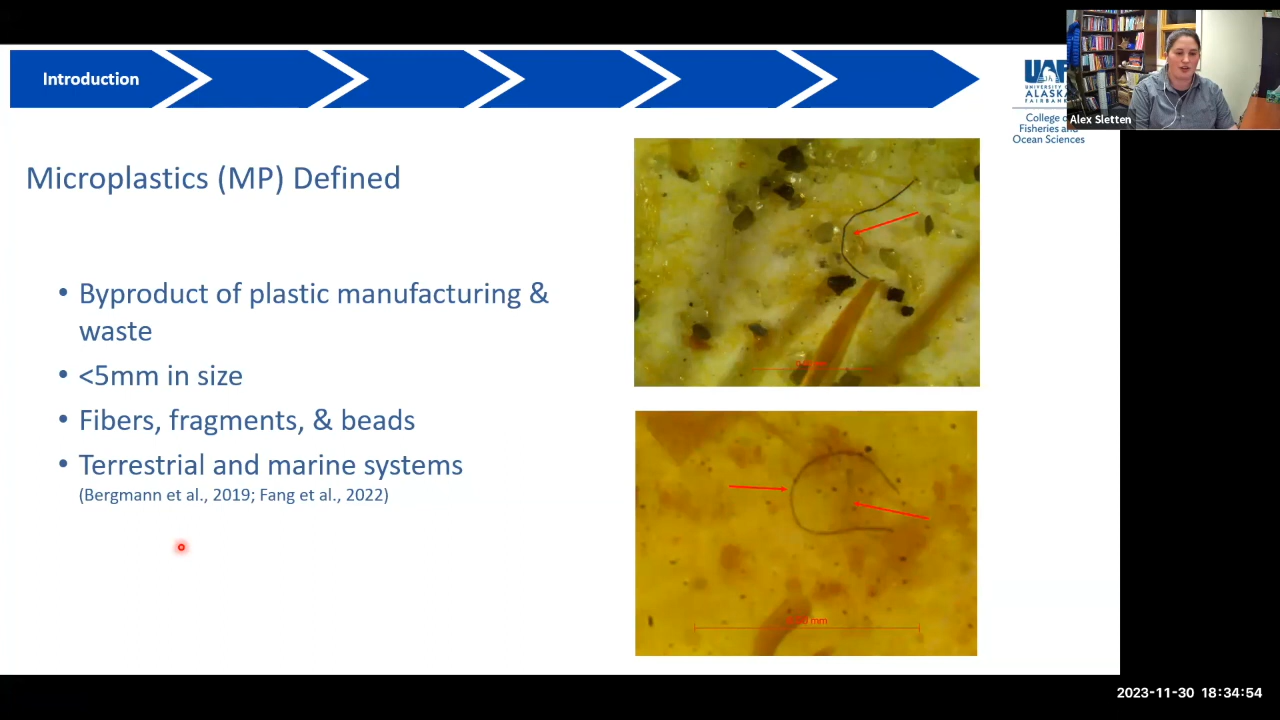 Introduction
UAF
UNIVERSITY OF
ALASKA
FAIRBANKS
College of
Fisheries and
Ocean Sciences
Alex Sletten
Microplastics (MP) Defined
• Byproduct of plastic manufacturing &
waste
• <5mm in size
• Fibers, fragments, & beads
• Terrestrial and marine systems
(Bergmann et al., 2019; Fang et al., 2022)
mm
2023-11-30 18:34:54